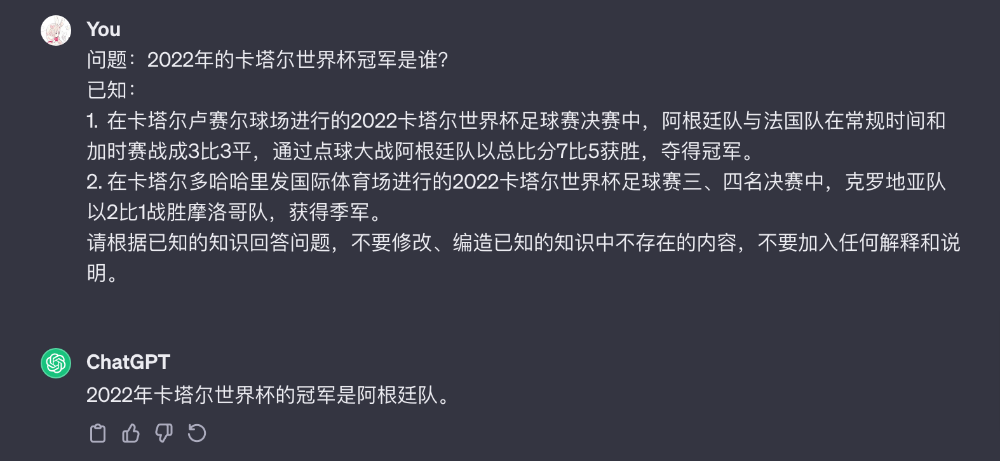 You
问题：2022年的卡塔尔世界杯冠军是谁?
已知：
1. 在卡塔尔卢赛尔球场进行的2022卡塔尔世界杯足球赛决赛中，阿根廷队与法国队在常规时间和
加时赛战成3比3平，通过点球大战阿根廷队以总比分7比5获胜，夺得冠军。
2. 在卡塔尔多哈哈里发国际体育场进行的2022卡塔尔世界杯足球赛三、四名决赛中，克罗地亚队
以2比1战胜摩洛哥队，获得季军。
请根据已知的知识回答问题，不要修改、编造已知的知识中不存在的内容，不要加入任何解释和说
明。
ChatGPT
2022年卡塔尔世界杯的冠军是阿根廷队。